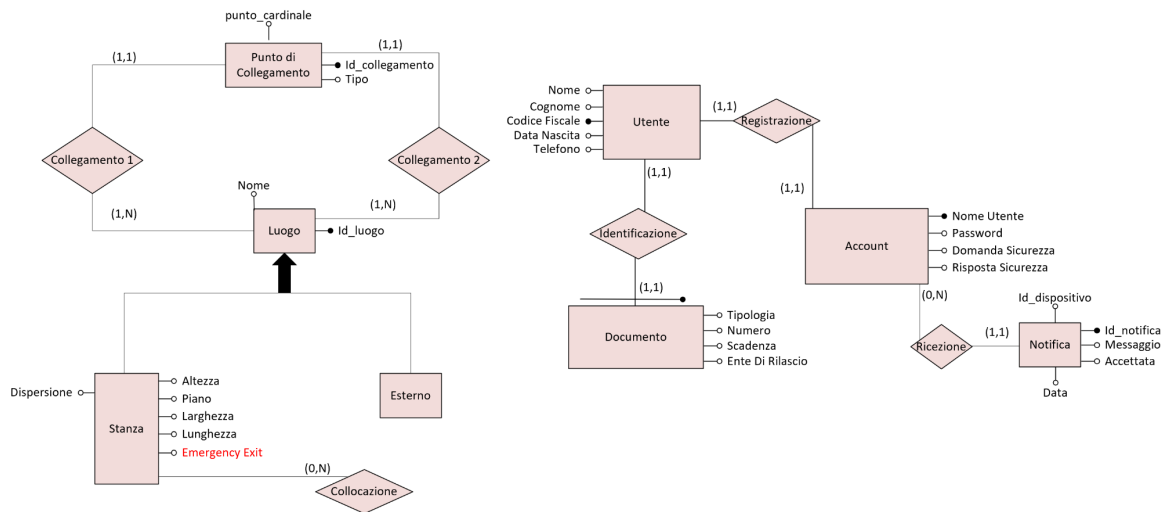 punto_cardinale
(1,1)
(1,1)
Punto di
Collegamento
Id_collegamento
Tipo
Collegamento 1
Collegamento 2
Nome
(1,N)
(1,N)
Luogo
Id_luogo
Dispersione
Stanza
Altezza
Piano
Larghezza
Lunghezza
Emergency Exit
Esterno
(0,N)
Collocazione
Nome
Cognome
Codice Fiscale
Data Nascita
Telefono
Utente
(1,1)
Registrazione
(1,1)
(1,1)
Identificazione
(1,1)
Documento
Tipologia
Numero
Scadenza
Ente Di Rilascio
Account
Nome Utente
Password
Domanda Sicurezza
Risposta Sicurezza
(0,N)
Ricezione
(1,1)
Id_dispositivo
Notifica
Id_notifica
Messaggio
Accettata
Data